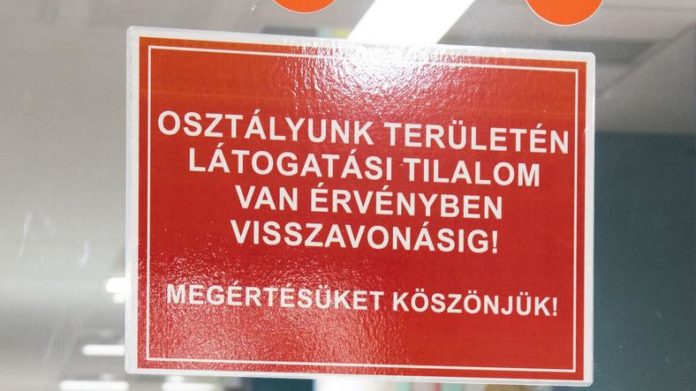 OSZTÁLYUNK TERÜLETÉN
LÁTOGATÁSI TILALOM
VAN ÉRVÉNYBEN
VISSZAVONÁSIG!
MEGÉRTÉSÜKET KÖSZÖNJÜK!